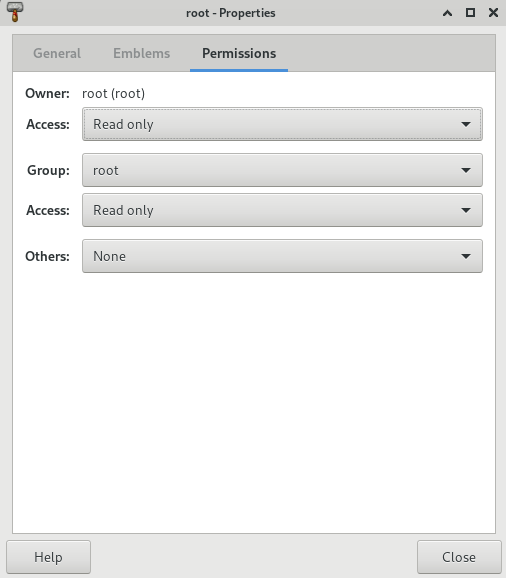 root - Properties
General Emblems Permissions
Owner: root (root)
Access: Read only
Group: root
Access: Read only
Others: None
Help Close